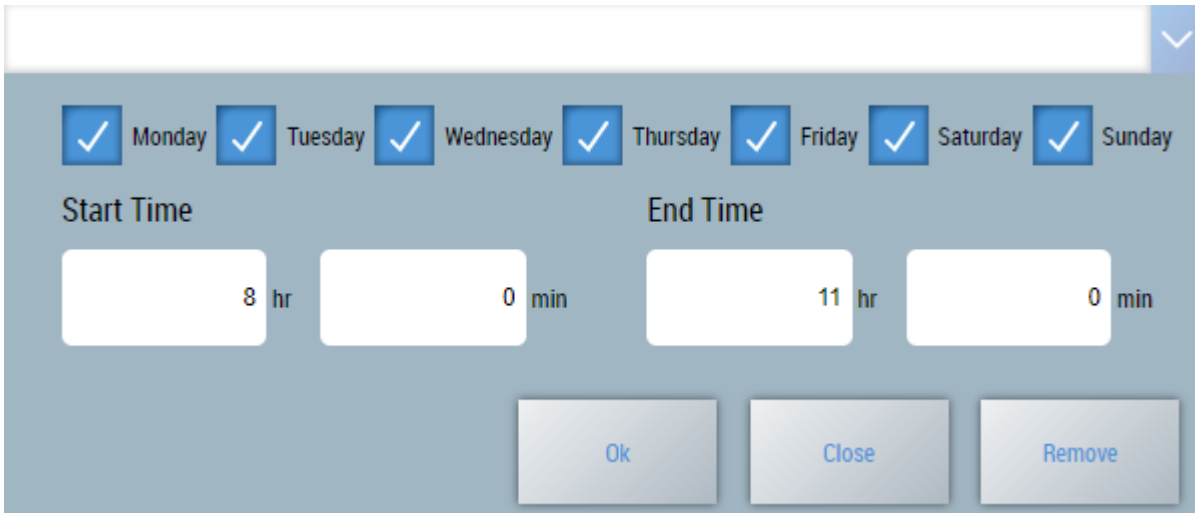 Monday Tuesday Wednesday Thursday Friday Saturday Sunday
Start Time End Time
8 hr 0 min 11 hr 0 min
Ok Close Remove